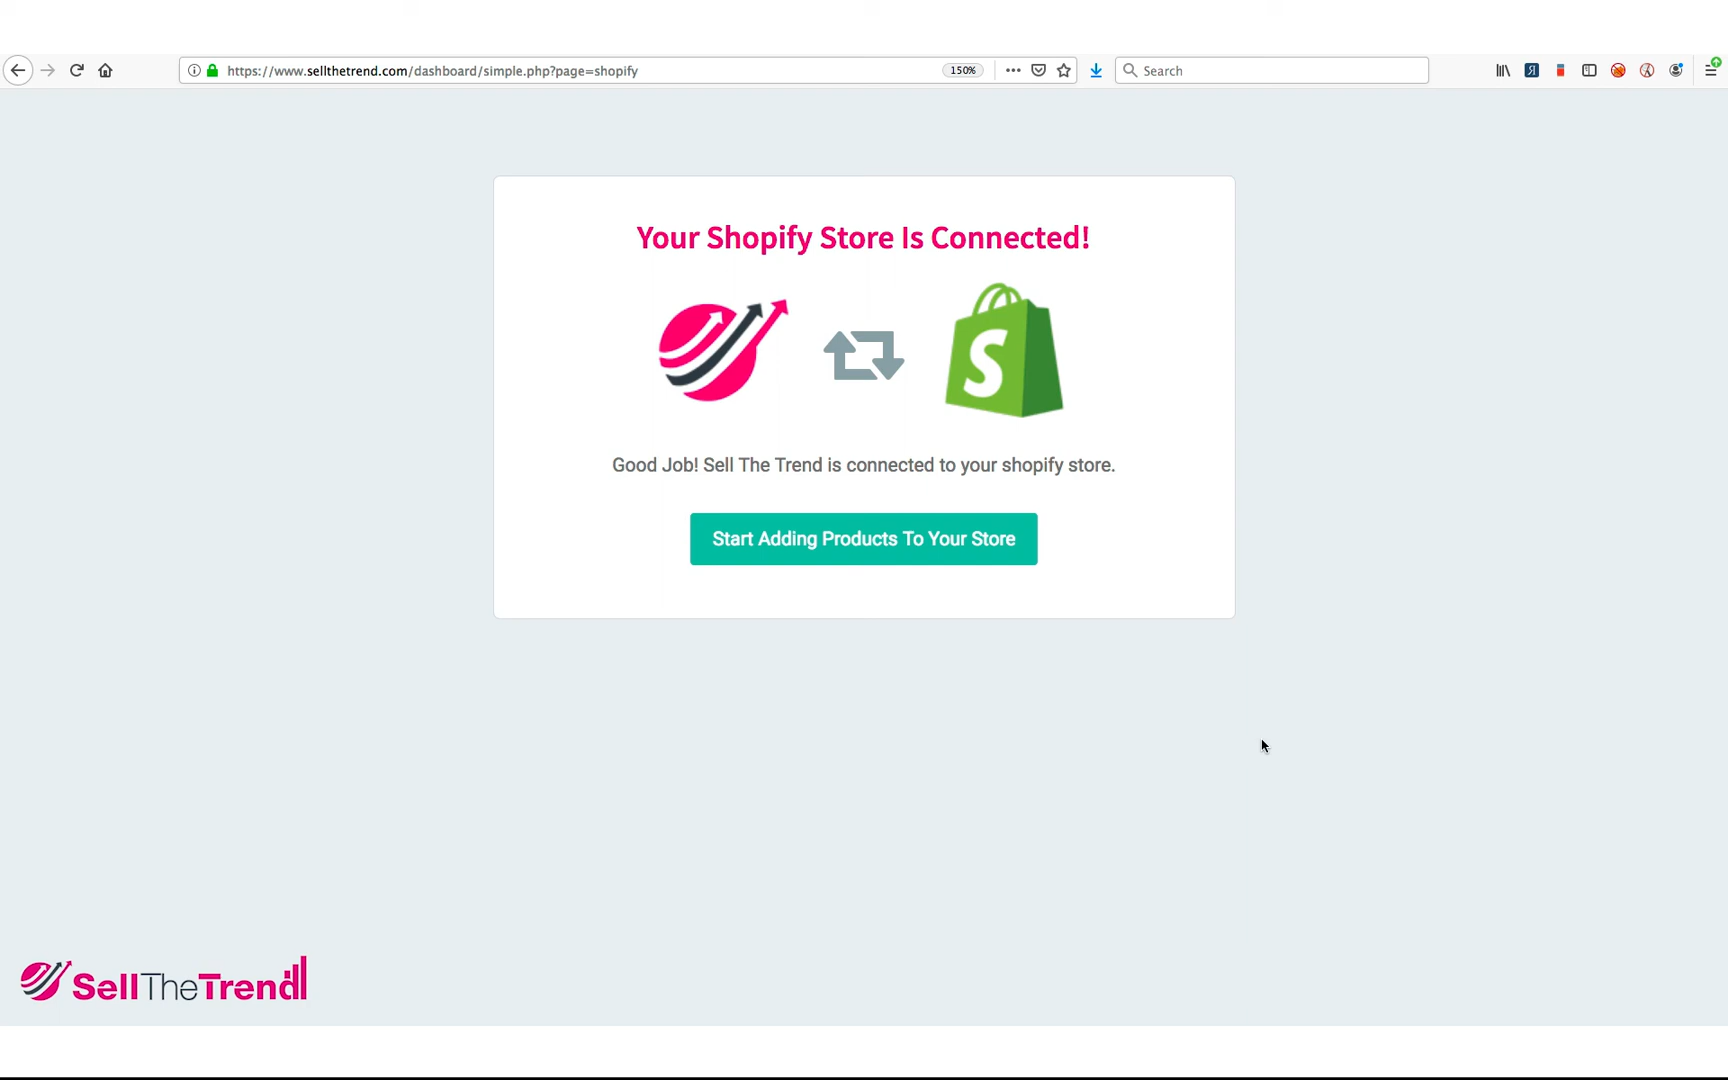 https://www.sellthetrend.com/dashboard/simple.php?page=shopify
150%
Search
Your Shopify Store Is Connected!
S
Good Job! Sell The Trend is connected to your shopify store.
Start Adding Products To Your Store
SellTheTrend